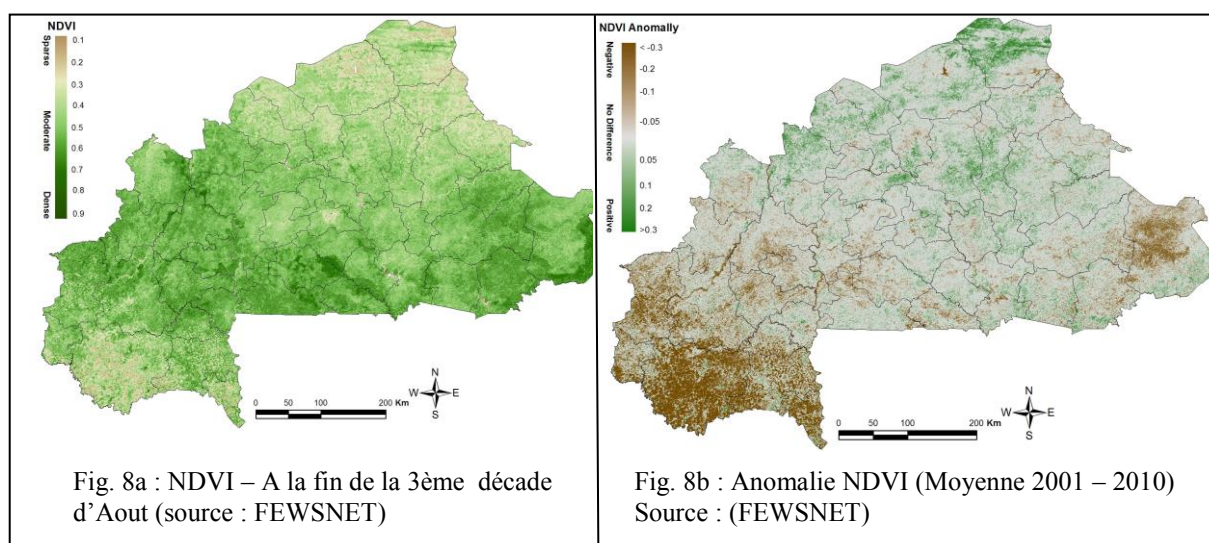 NDVI
Sparse
Moderate
Dense
0.1
0.2
0.3
0.4
0.5
0.6
0.7
0.8
0.9
N
W E
S
0 50 100 200 Km
Fig. 8a : NDVI – A la fin de la 3ème décade
d’Aout (source : FEWSNET)
NDVI Anomally
Negative
No Difference
Positive
< -0.3
-0.2
-0.1
-0.05
0.05
0.1
0.2
>0.3
N
W E
S
0 50 100 200 Km
Fig. 8b : Anomalie NDVI (Moyenne 2001 – 2010)
Source : (FEWSNET)